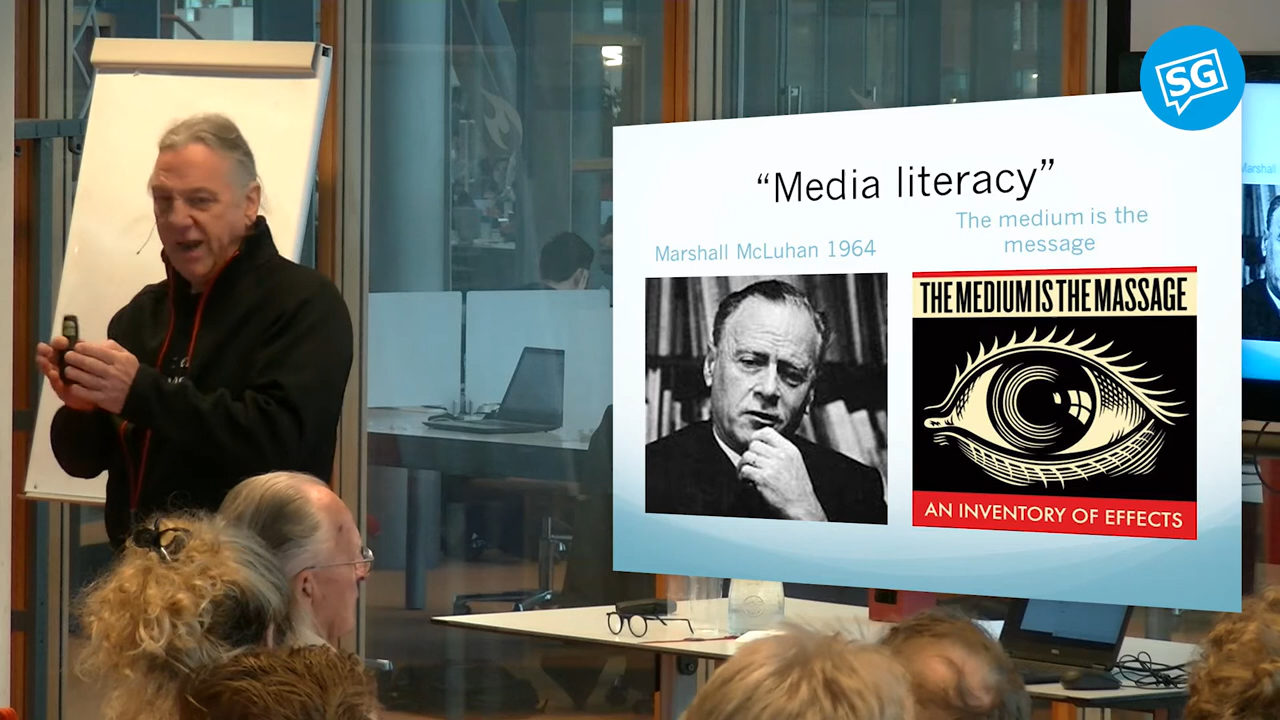 SG
“Media literacy”
The medium is the
message
Marshall McLuhan 1964
THE MEDIUM IS THE MASSAGE
AN INVENTORY OF EFFECTS
Marshall